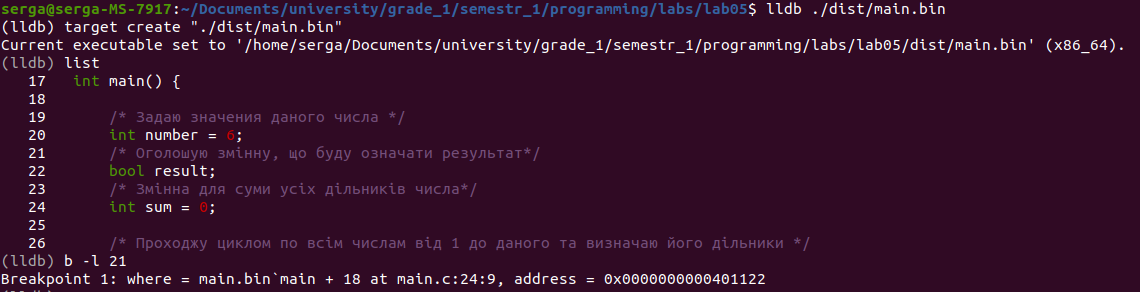 serga@serga-MS-7917:~/Documents/university/grade_1/semestr_1/programming/labs/lab05$ lldb ./dist/main.bin
(lldb) target create "./dist/main.bin"
Current executable set to '/home/serga/Documents/university/grade_1/semestr_1/programming/labs/lab05/dist/main.bin' (x86_64).
(lldb) list
   17   int main() {
   18
   19       /* Задаю значення даного числа */
   20       int number = 6;
   21       /* Оголошую змінну, що буду означати результат*/
   22       bool result;
   23       /* Змінна для суми усіх дільників числа*/
   24       int sum = 0;
   25
   26       /* Проходжу циклом по всім числам від 1 до даного та визначаю його дільники */
(lldb) b -l 21
Breakpoint 1: where = main.bin`main + 18 at main.c:24:9, address = 0x0000000000401122